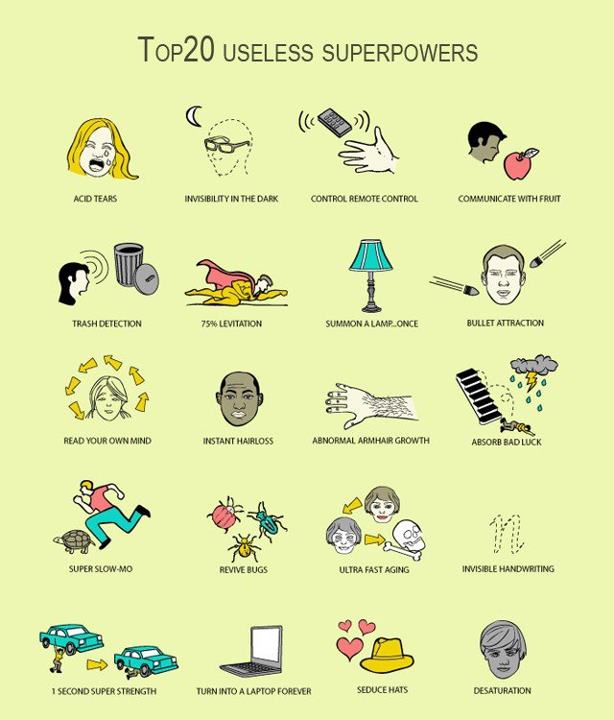 Top20 useless superpowers
ACID TEARS
INVISIBILITY IN THE DARK
CONTROL REMOTE CONTROL
COMMUNICATE WITH FRUIT
TRASH DETECTION
75% LEVITATION
SUMMON A LAMP...ONCE
BULLET ATTRACTION
READ YOUR OWN MIND
INSTANT HAIRLOSS
ABNORMAL ARMHAIR GROWTH
ABSORB BAD LUCK
SUPER SLOW-MO
REVIVE BUGS
ULTRA FAST AGING
n
INVISIBLE HANDWRITING
1 SECOND SUPER STRENGTH
TURN INTO A LAPTOP FOREVER
SEDUCE HATS
DESATURATION